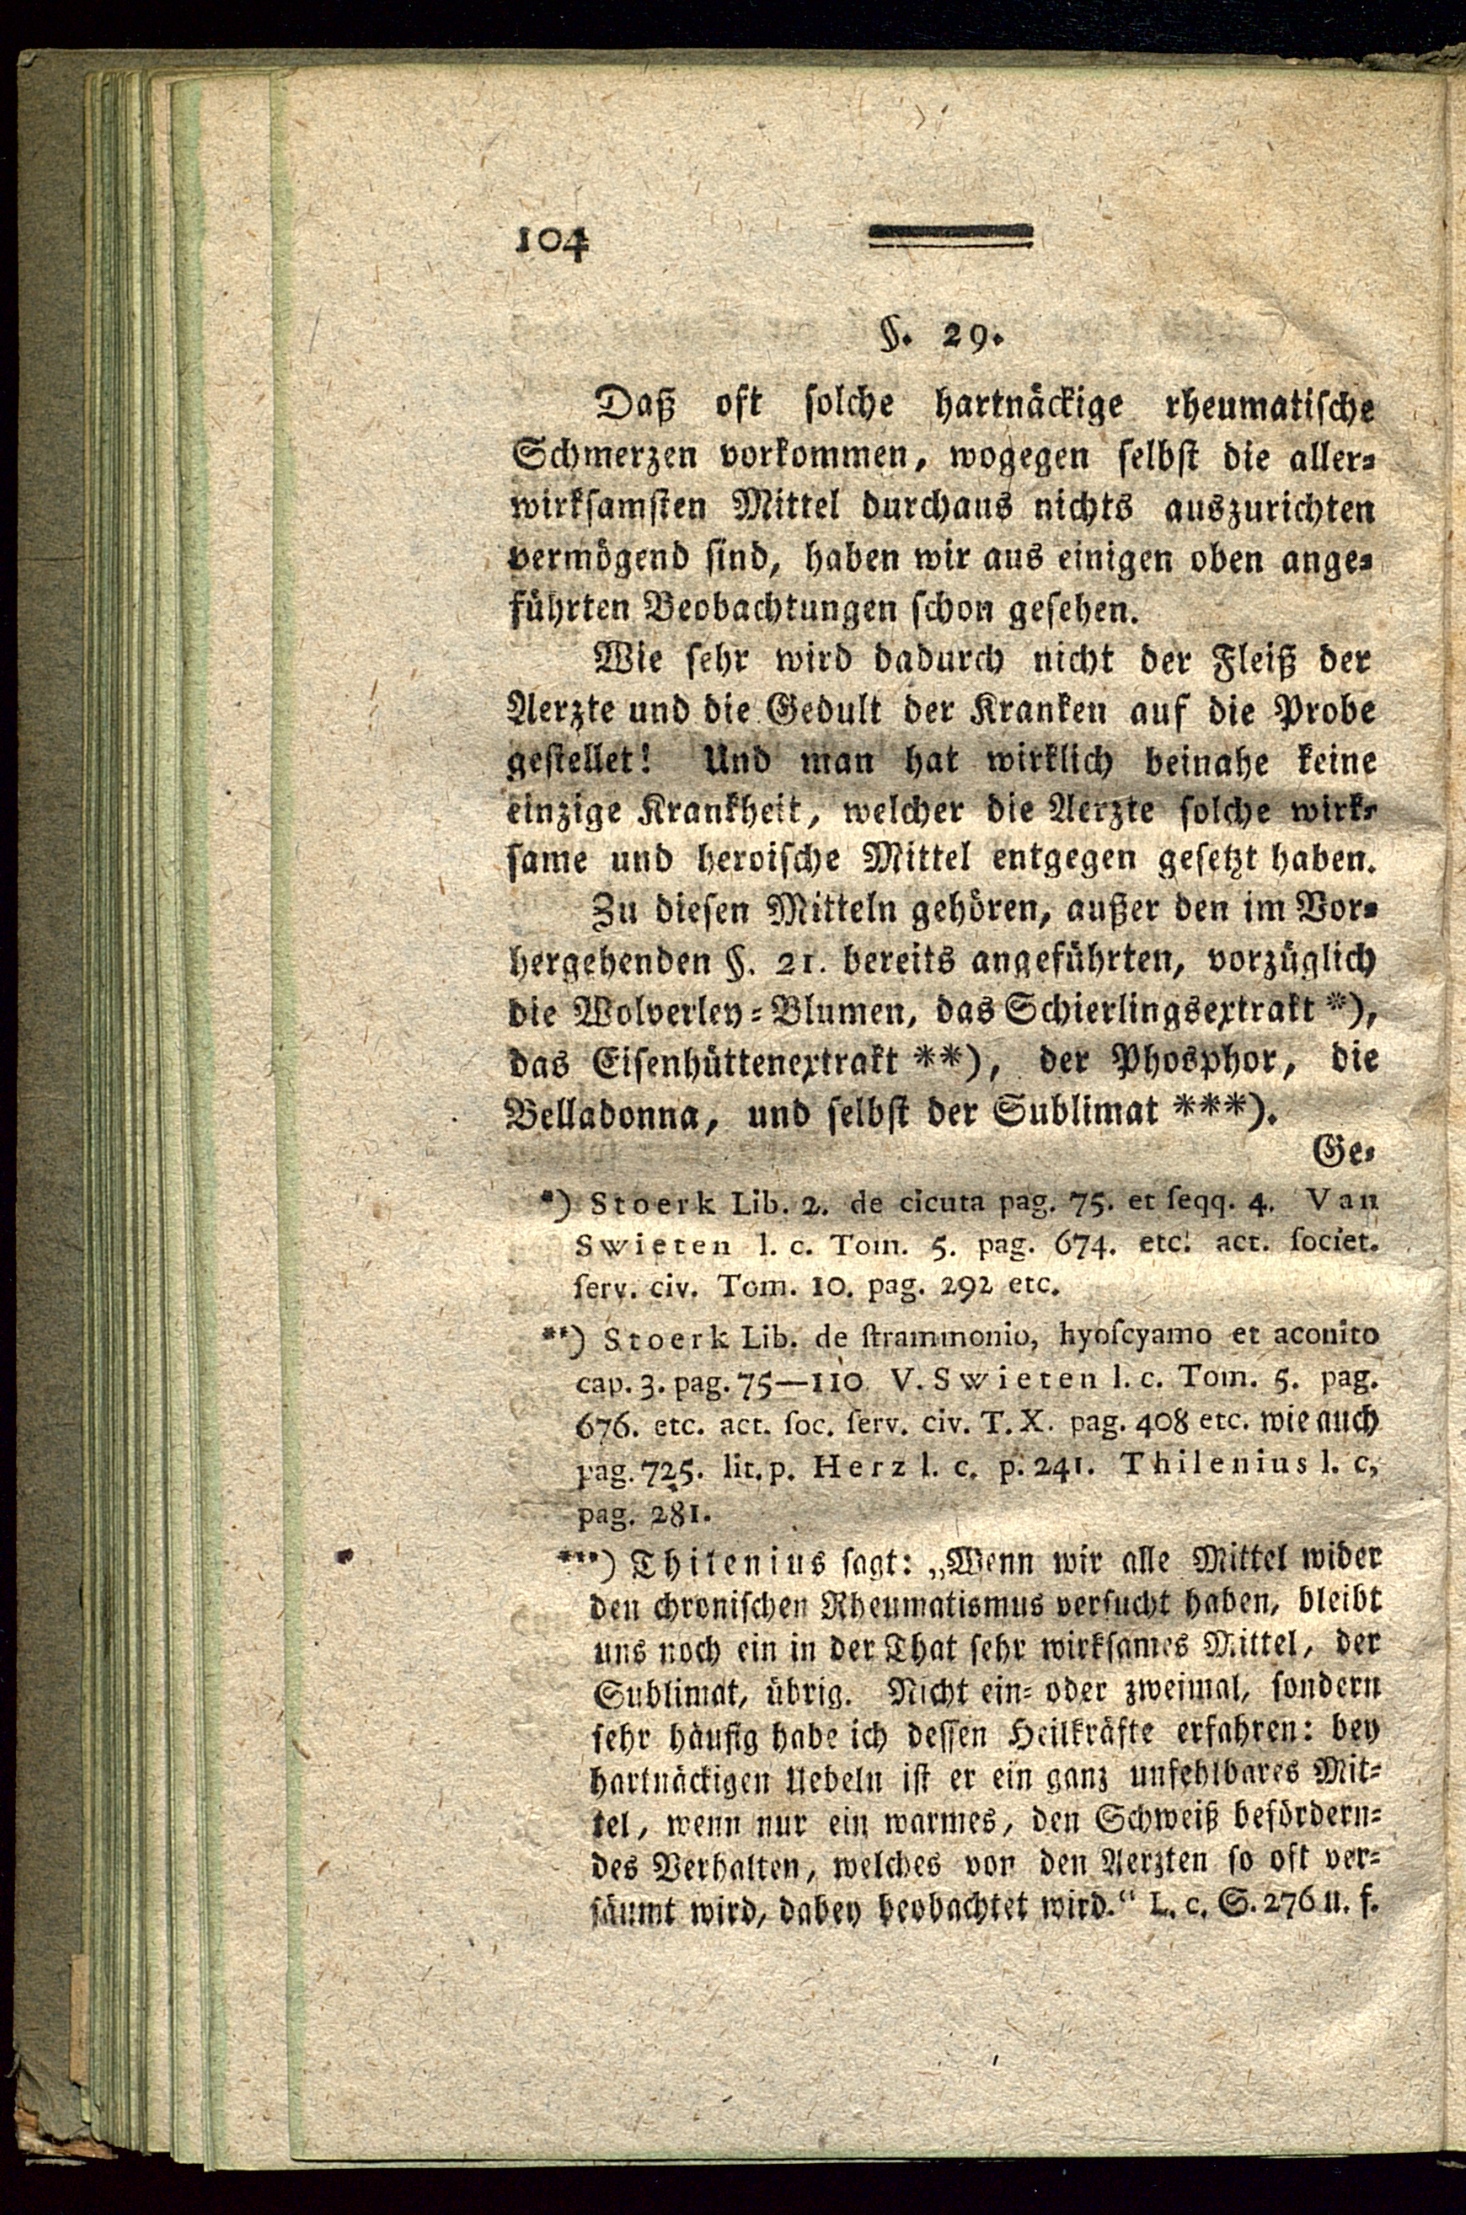 104
§. 29.
Daß oft solche hartnäckige rheumatische
Schmerzen vorkommen, wogegen selbst die aller-
wirksamsten Mittel durchaus nichts auszurichten
vermögend sind, haben wir aus einigen oben ange-
führten Beobachtungen schon gesehen.
Wie sehr wird dadurch nicht der Fleiß der
Aerzte und die Gedult der Kranken auf die Probe
gestellet! Und man hat wirklich beinahe keine
einzige Krankheit, welcher die Aerzte solche wirk-
same und heroische Mittel entgegen gesetzt haben.
Zu diesen Mitteln gehören, außer den im Vor-
hergehenden §. 21. bereits angeführten, vorzüglich
die Wolverley-Blumen, das Schierlingsextrakt *),
das Eisenhüttenextrakt **), der Phosphor, die
Belladonna, und selbst der Sublimat ***).
Ge-
*) Stoerk Lib. 2. de cicuta pag. 75. et ſeqq. 4. Van
Swieten l. c. Tom. 5. pag. 674. etc. act. ſociet.
ſerv. civ. Tom. 10. pag. 292 etc.
**) Stoerk Lib. de ſtrammonio, hyoſcyamo et aconito
cap. 3. pag. 75—110. V. Swieten l. c. Tom. 5. pag.
676. etc. act. ſoc. ſerv. civ. T. X. pag. 408 etc. wie auch
pag. 725. lit. p. Herz l. c. p. 241. Thilenius l. c,
pag. 281.
***) Thilenius sagt: „Wenn wir alle Mittel wider
den chronischen Rheumatismus versucht haben, bleibt
uns noch ein in der That sehr wirksames Mittel, der
Sublimat, übrig. Nicht ein- oder zweimal, sondern
sehr häufig habe ich dessen Heilkräfte erfahren: bey
hartnäckigen Uebeln ist er ein ganz unfehlbares Mit-
tel, wenn nur ein warmes, den Schweiß befördern-
des Verhalten, welches von den Aerzten so oft ver-
säumt wird, dabey beobachtet wird.“ L. c. S. 276 u. f.